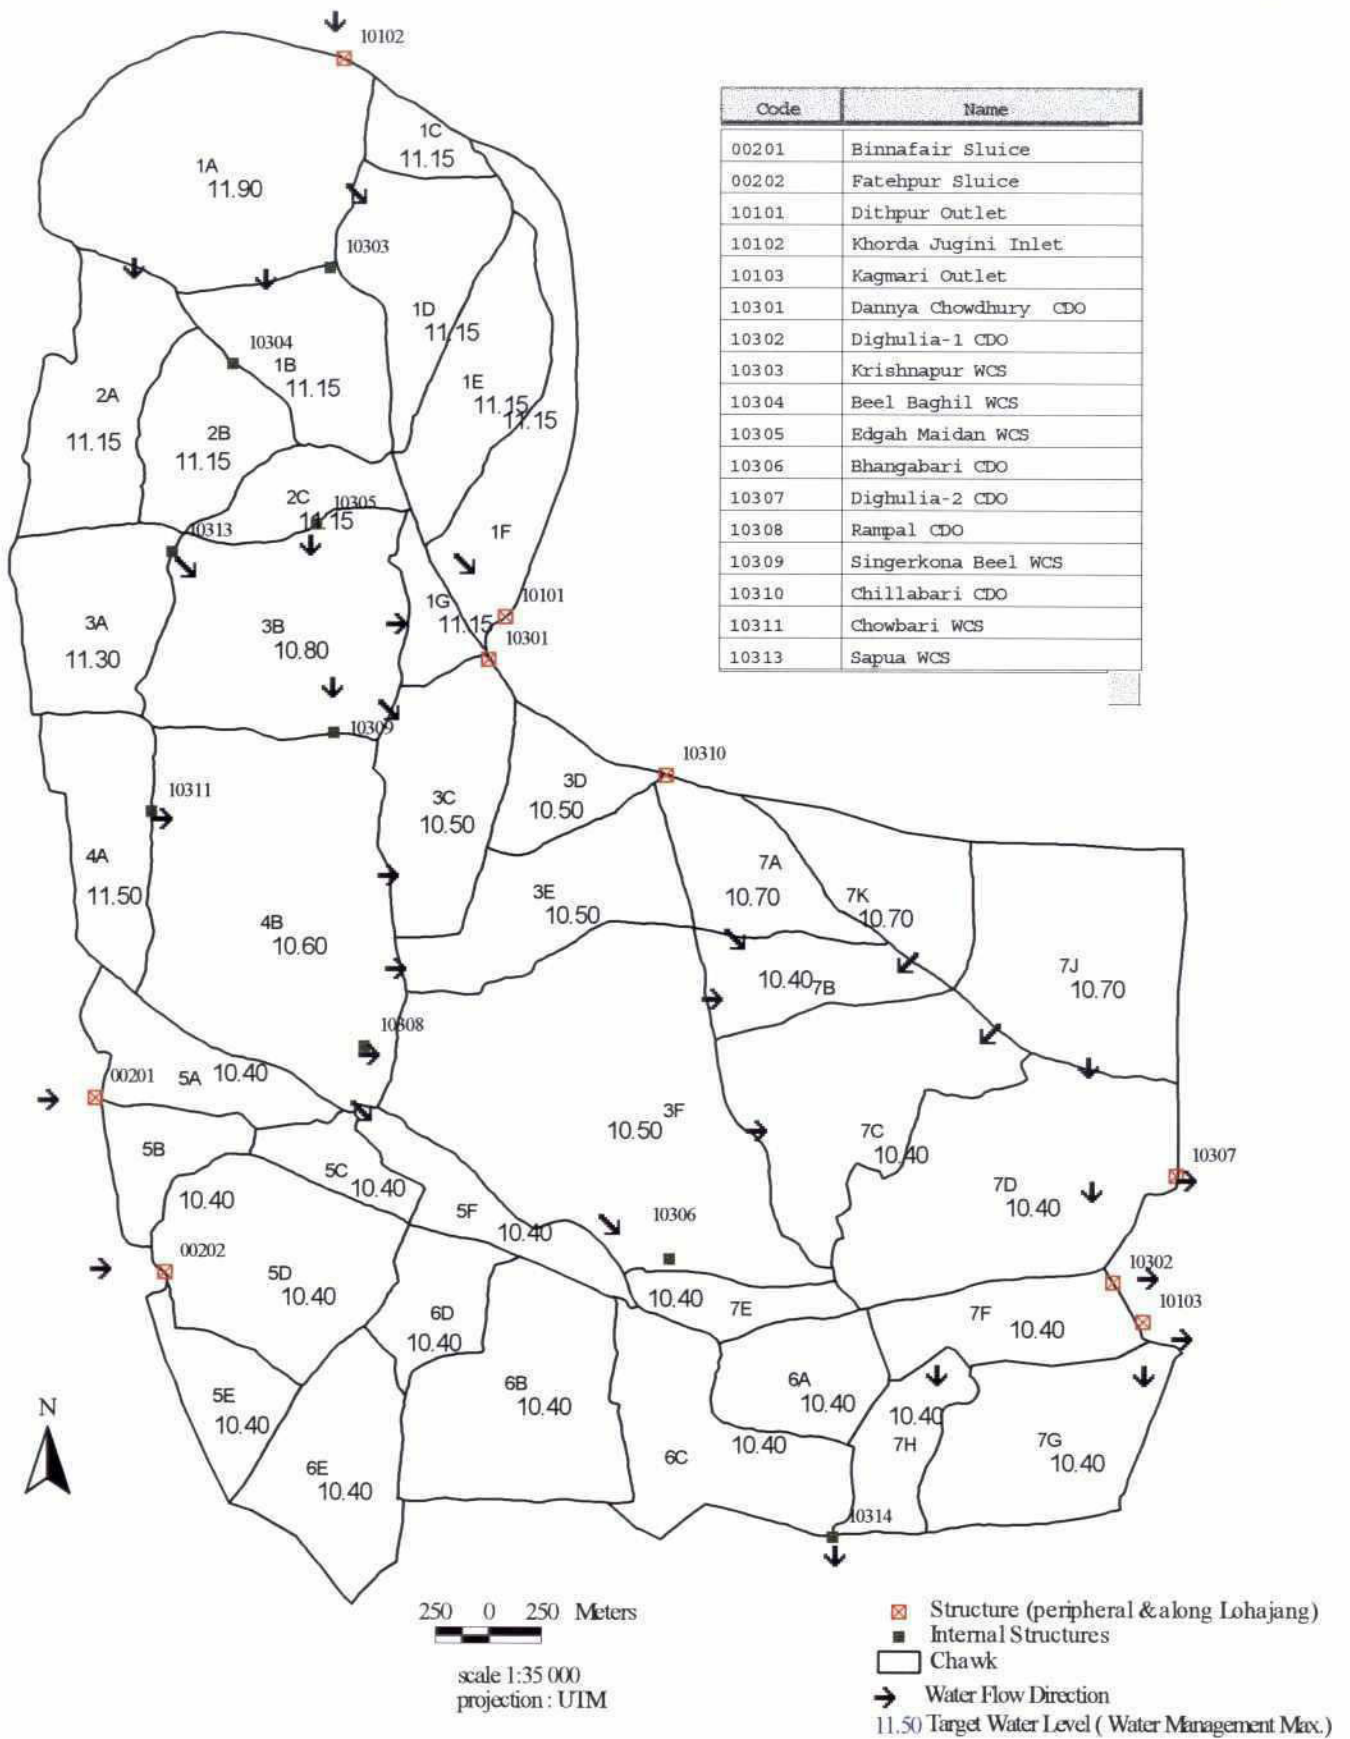 10102
Code Name
00201 Binnafair Sluice
00202 Fatehpur Sluice
10101 Dithpur Outlet
10102 Khorda Jugini Inlet
10103 Kagmari Outlet
10301 Dannya Chowdhury CDO
10302 Dighulia-1 CDO
10303 Krishnapur WCS
10304 Beel Baghil WCS
10305 Edgah Maidan WCS
10306 Bhangabari CDO
10307 Dighulia-2 CDO
10308 Rampal CDO
10309 Singerkona Beel WCS
10310 Chillabari CDO
10311 Chowbari WCS
10313 Sapua WCS
1C
11.15
1A
11.90
10303
1D
11.15
10304
1B
11.15
1E
11.15
11.15
2A
11.15
2B
11.15
2C
10305
11.15
10313
1F
10101
1G
11.15
10301
3A
11.30
3B
10.80
10309
10310
10311
3C
10.50
3D
10.50
4A
11.50
4B
10.60
3E
10.50
7A
10.70
7K
10.70
7J
10.70
10.40
7B
10308
00201
5A
10.40
3F
10.50
7C
10.40
10307
5B
10.40
5C
10.40
7D
10.40
5F
10.40
10306
00202
5D
10.40
10302
10103
10.40
7E
7F
10.40
6D
10.40
5E
10.40
6B
10.40
6A
10.40
10.40
7H
7G
10.40
6E
10.40
6C
10.40
10314
N
250 0 250 Meters
scale 1:35 000
projection : UTM
Structure (peripheral & along Lohajang)
Internal Structures
Chawk
Water Flow Direction
11.50 Target Water Level ( Water Management Max.)